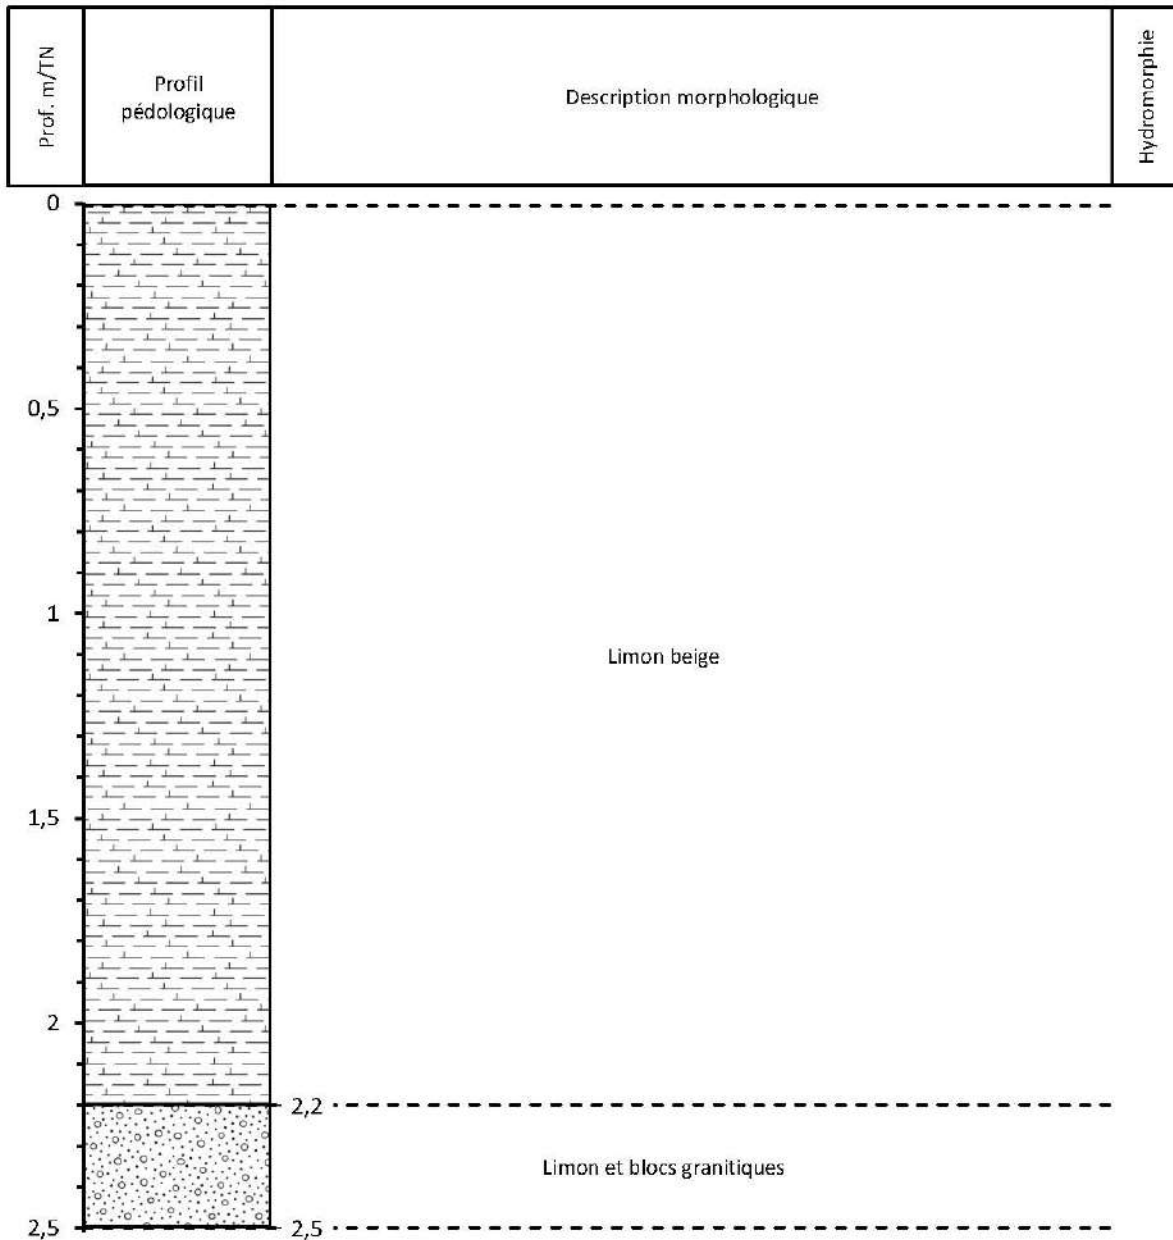 Prof. m/TN
Profil
pédologique
Description morphologique
Hydromorphie
0
0,5
1
Limon beige
1,5
2
2,2
Limon et blocs granitiques
2,5
2,5